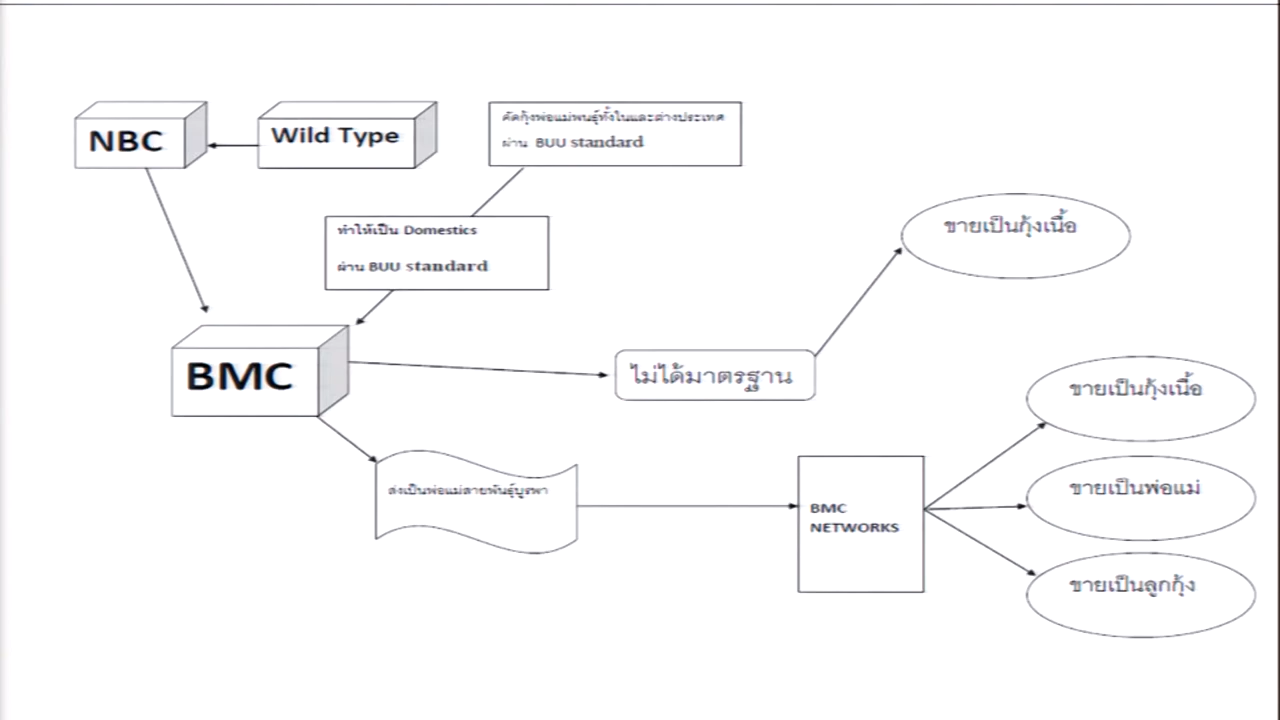 NBC
Wild Type
คัดกุ้งพ่อแม่พนธุ์ทั้งในและต่างประเทศ
ผ่าน BUU standard
ทำให้เป็น Domestics
ผ่าน BUU standard
ขายเป็นกุ้งเนื้อ
BMC
ไม่ได้มาตรฐาน
ขายเป็นกุ้งเนื้อ
ส่งเป็นพ่อแม่สายพันธุ์บูรพา
BMC
NETWORKS
ขายเป็นพ่อแม่
ขายเป็นลูกกุ้ง